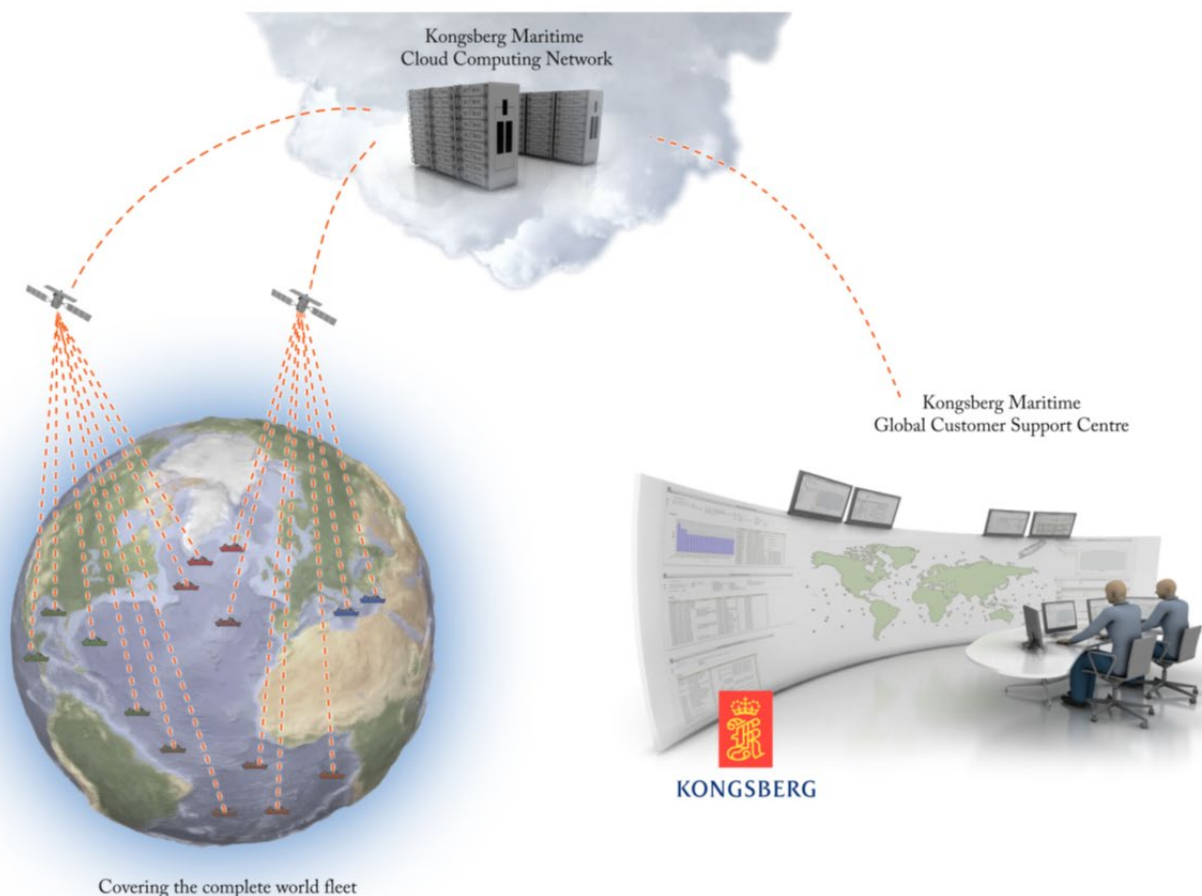 Kongsberg Maritime
Cloud Computing Network
Kongsberg Maritime
Global Customer Support Centre
KONGSBERG
Covering the complete world fleet